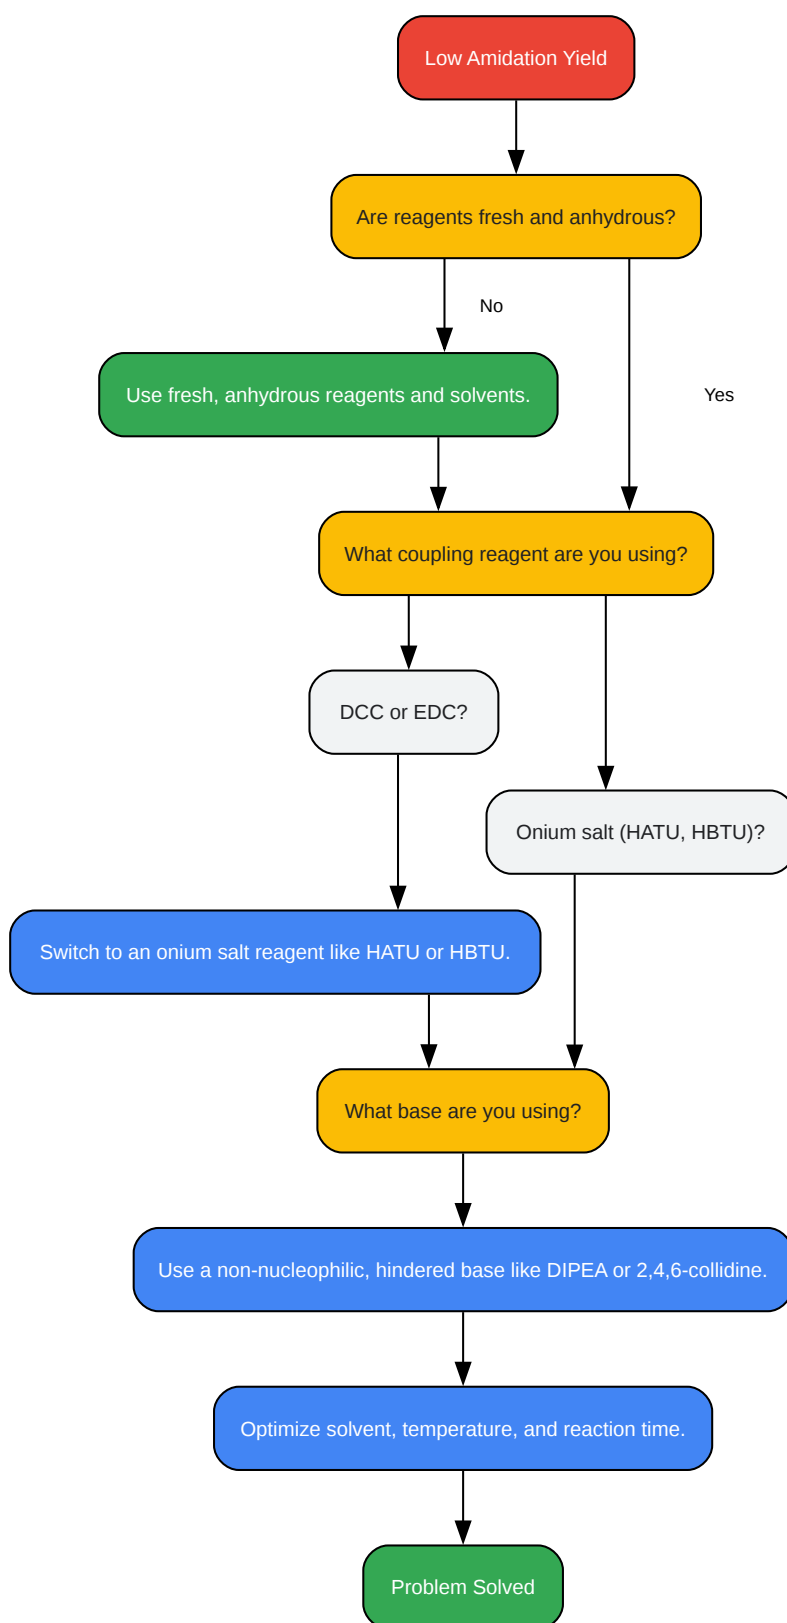 Low Amidation Yield
Are reagents fresh and anhydrous?
No
Use fresh, anhydrous reagents and solvents.
Yes
What coupling reagent are you using?
DCC or EDC?
Onium salt (HATU, HBTU)?
Switch to an onium salt reagent like HATU or HBTU.
What base are you using?
Use a non-nucleophilic, hindered base like DIPEA or 2,4,6-collidine.
Optimize solvent, temperature, and reaction time.
Problem Solved